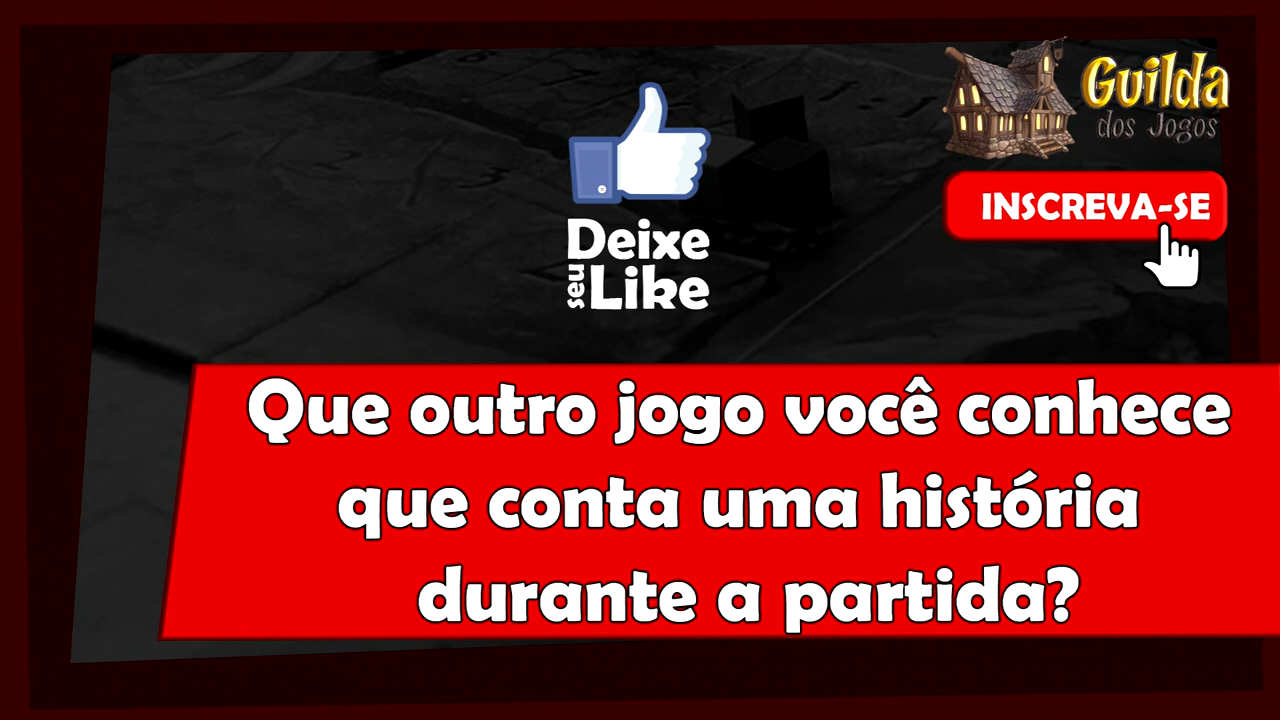 Guilda
dos Jogos
INSCREVA-SE
Deixe
seu Like
Que outro jogo você conhece
que conta uma história
durante a partida?